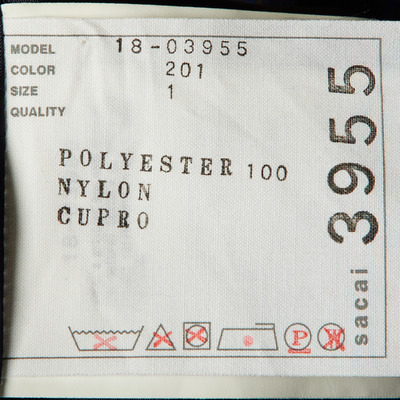 MODEL 18-03955
COLOR 201
SIZE 1
QUALITY
POLYESTER 100
NYLON
CUPRO
sacai 3955
P